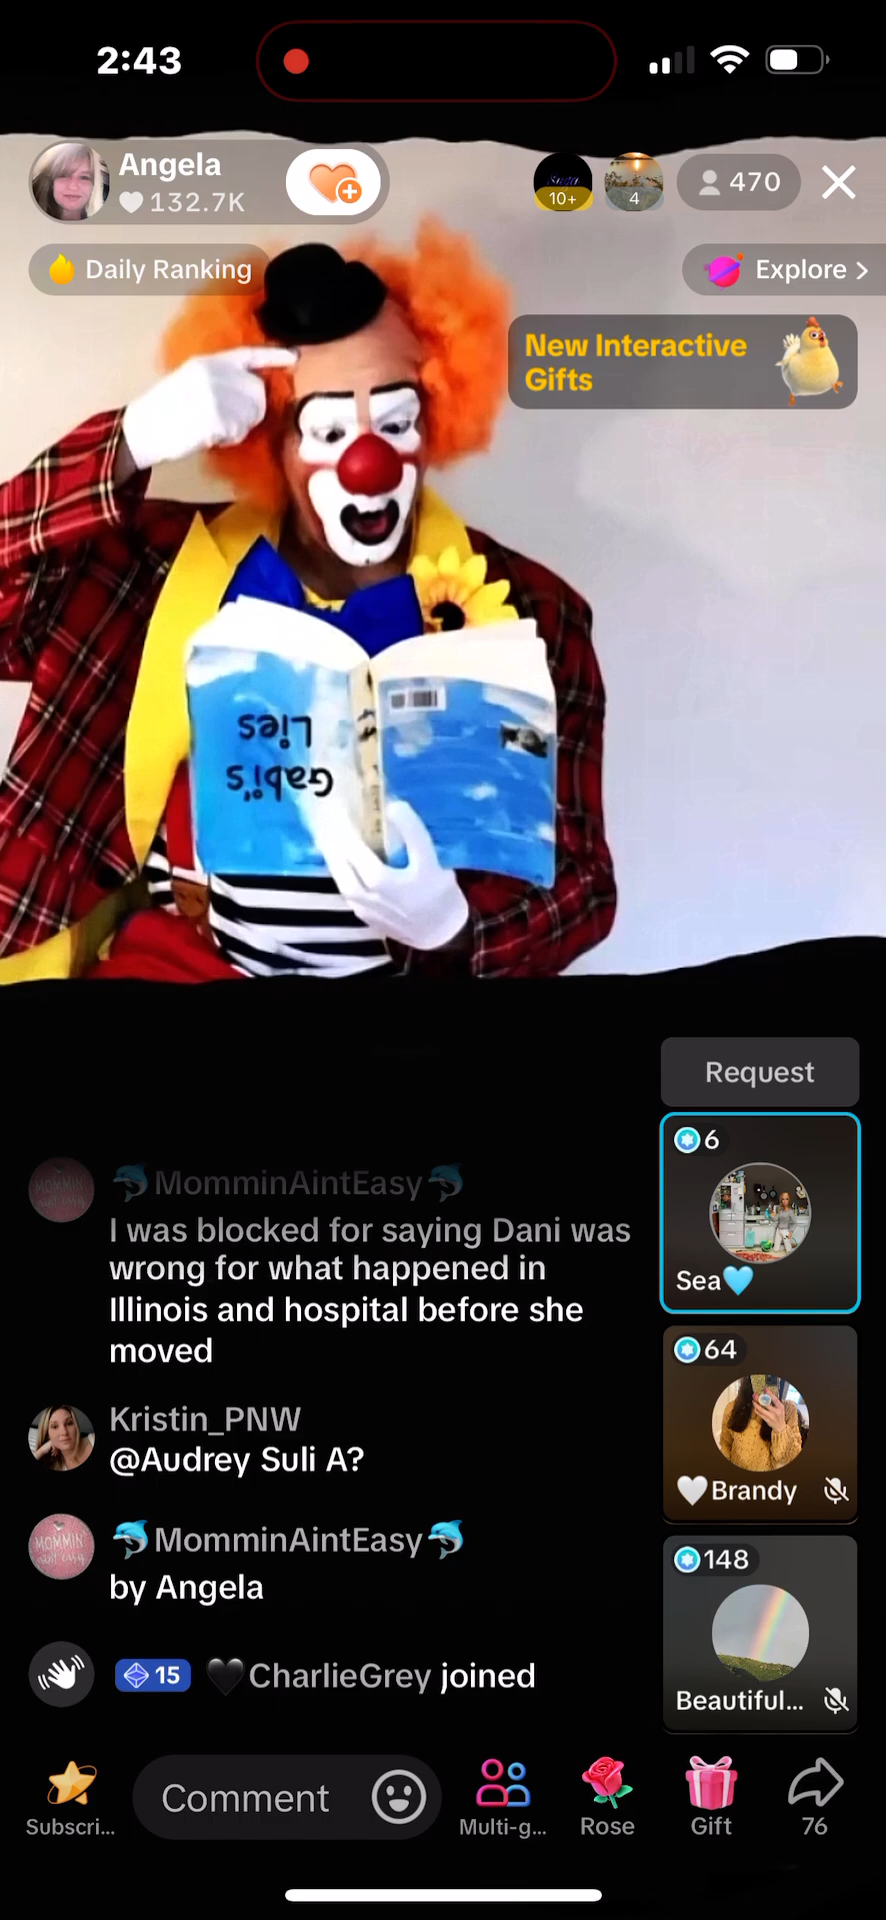 2:43
Angela
132.7K
10+
4
470
Daily Ranking
Explore >
New Interactive
Gifts
Gabi's
Lies
Request
6
Sea
MomminAintEasy
I was blocked for saying Dani was
wrong for what happened in
Illinois and hospital before she
moved
64
Brandy
Kristin_PNW
@Audrey Suli A?
MomminAintEasy
by Angela
148
Beautiful...
15 CharlieGrey joined
Subscri...
Comment
Multi-g...
Rose
Gift
76